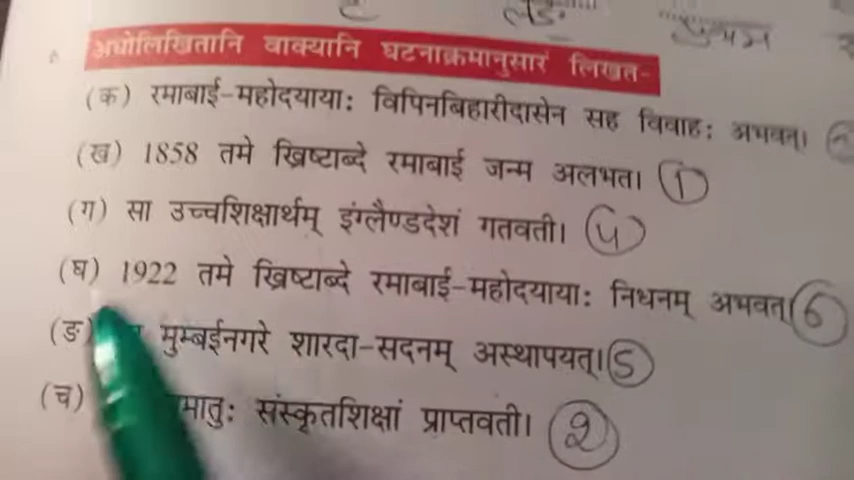 अधोलिखितानि वाक्यानि घटनाक्रमानुसारं लिखत-
(क) रमाबाई-महोदयायाः विपिनबिहारीदासेन सह विवाहः अभवत्।
(ख) 1858 तमे ख्रिष्टाब्दे रमाबाई जन्म अलभत। 1
(ग) सा उच्चशिक्षार्थम् इंग्लैण्डदेशं गतवती। 4
(घ) 1922 तमे ख्रिष्टाब्दे रमाबाई-महोदयायाः निधनम् अभवत्। 6
(ङ) मुम्बईनगरे शारदा-सदनम् अस्थापयत्। 5
(च) संस्कृतशिक्षां प्राप्तवती। 2